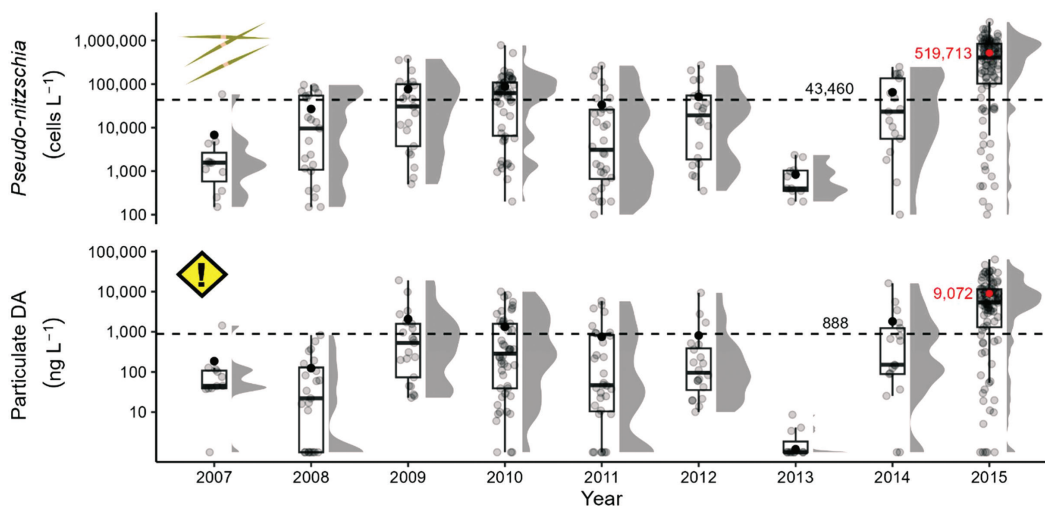 Pseudo-nitzschia
(cells L⁻¹)
1,000,000
100,000
10,000
1,000
100
43,460
519,713
Particulate DA
(ng L⁻¹)
100,000
10,000
1,000
100
10
!
888
9,072
2007 2008 2009 2010 2011 2012 2013 2014 2015
Year